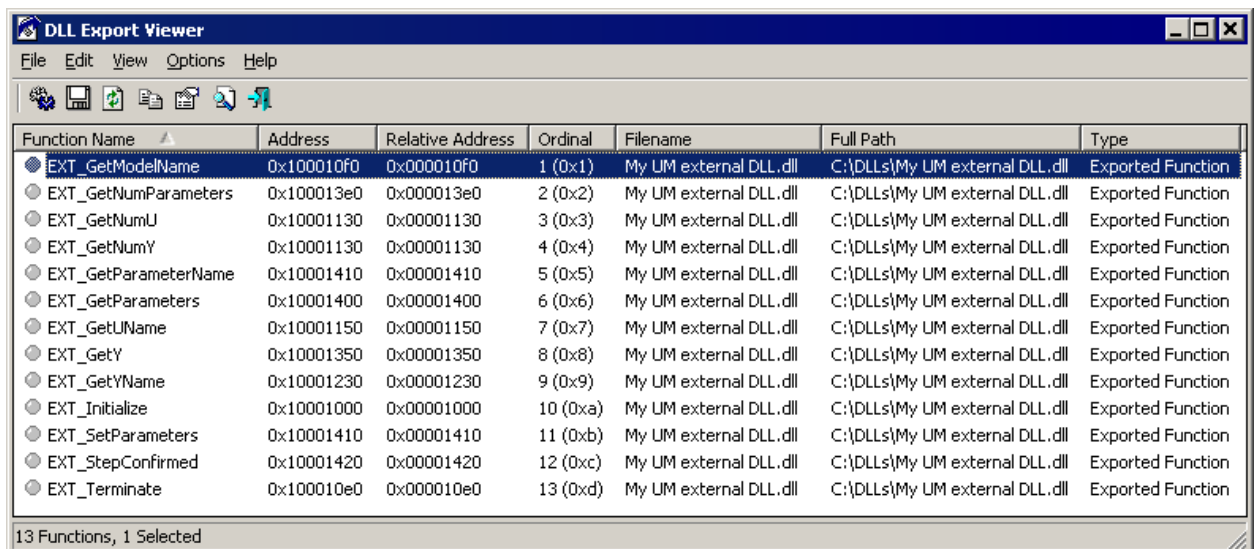 DLL Export Viewer
File Edit View Options Help
Function Name Address Relative Address Ordinal Filename Full Path Type
EXT_GetModelName 0x100010f0 0x000010f0 1 (0x1) My UM external DLL.dll C:\DLLs\My UM external DLL.dll Exported Function
EXT_GetNumParameters 0x100013e0 0x000013e0 2 (0x2) My UM external DLL.dll C:\DLLs\My UM external DLL.dll Exported Function
EXT_GetNumU 0x10001130 0x00001130 3 (0x3) My UM external DLL.dll C:\DLLs\My UM external DLL.dll Exported Function
EXT_GetNumY 0x10001130 0x00001130 4 (0x4) My UM external DLL.dll C:\DLLs\My UM external DLL.dll Exported Function
EXT_GetParameterName 0x10001410 0x00001410 5 (0x5) My UM external DLL.dll C:\DLLs\My UM external DLL.dll Exported Function
EXT_GetParameters 0x10001400 0x00001400 6 (0x6) My UM external DLL.dll C:\DLLs\My UM external DLL.dll Exported Function
EXT_GetUName 0x10001150 0x00001150 7 (0x7) My UM external DLL.dll C:\DLLs\My UM external DLL.dll Exported Function
EXT_GetY 0x10001350 0x00001350 8 (0x8) My UM external DLL.dll C:\DLLs\My UM external DLL.dll Exported Function
EXT_GetYName 0x10001230 0x00001230 9 (0x9) My UM external DLL.dll C:\DLLs\My UM external DLL.dll Exported Function
EXT_Initialize 0x10001000 0x00001000 10 (0xa) My UM external DLL.dll C:\DLLs\My UM external DLL.dll Exported Function
EXT_SetParameters 0x10001410 0x00001410 11 (0xb) My UM external DLL.dll C:\DLLs\My UM external DLL.dll Exported Function
EXT_StepConfirmed 0x10001420 0x00001420 12 (0xc) My UM external DLL.dll C:\DLLs\My UM external DLL.dll Exported Function
EXT_Terminate 0x100010e0 0x000010e0 13 (0xd) My UM external DLL.dll C:\DLLs\My UM external DLL.dll Exported Function
13 Functions, 1 Selected